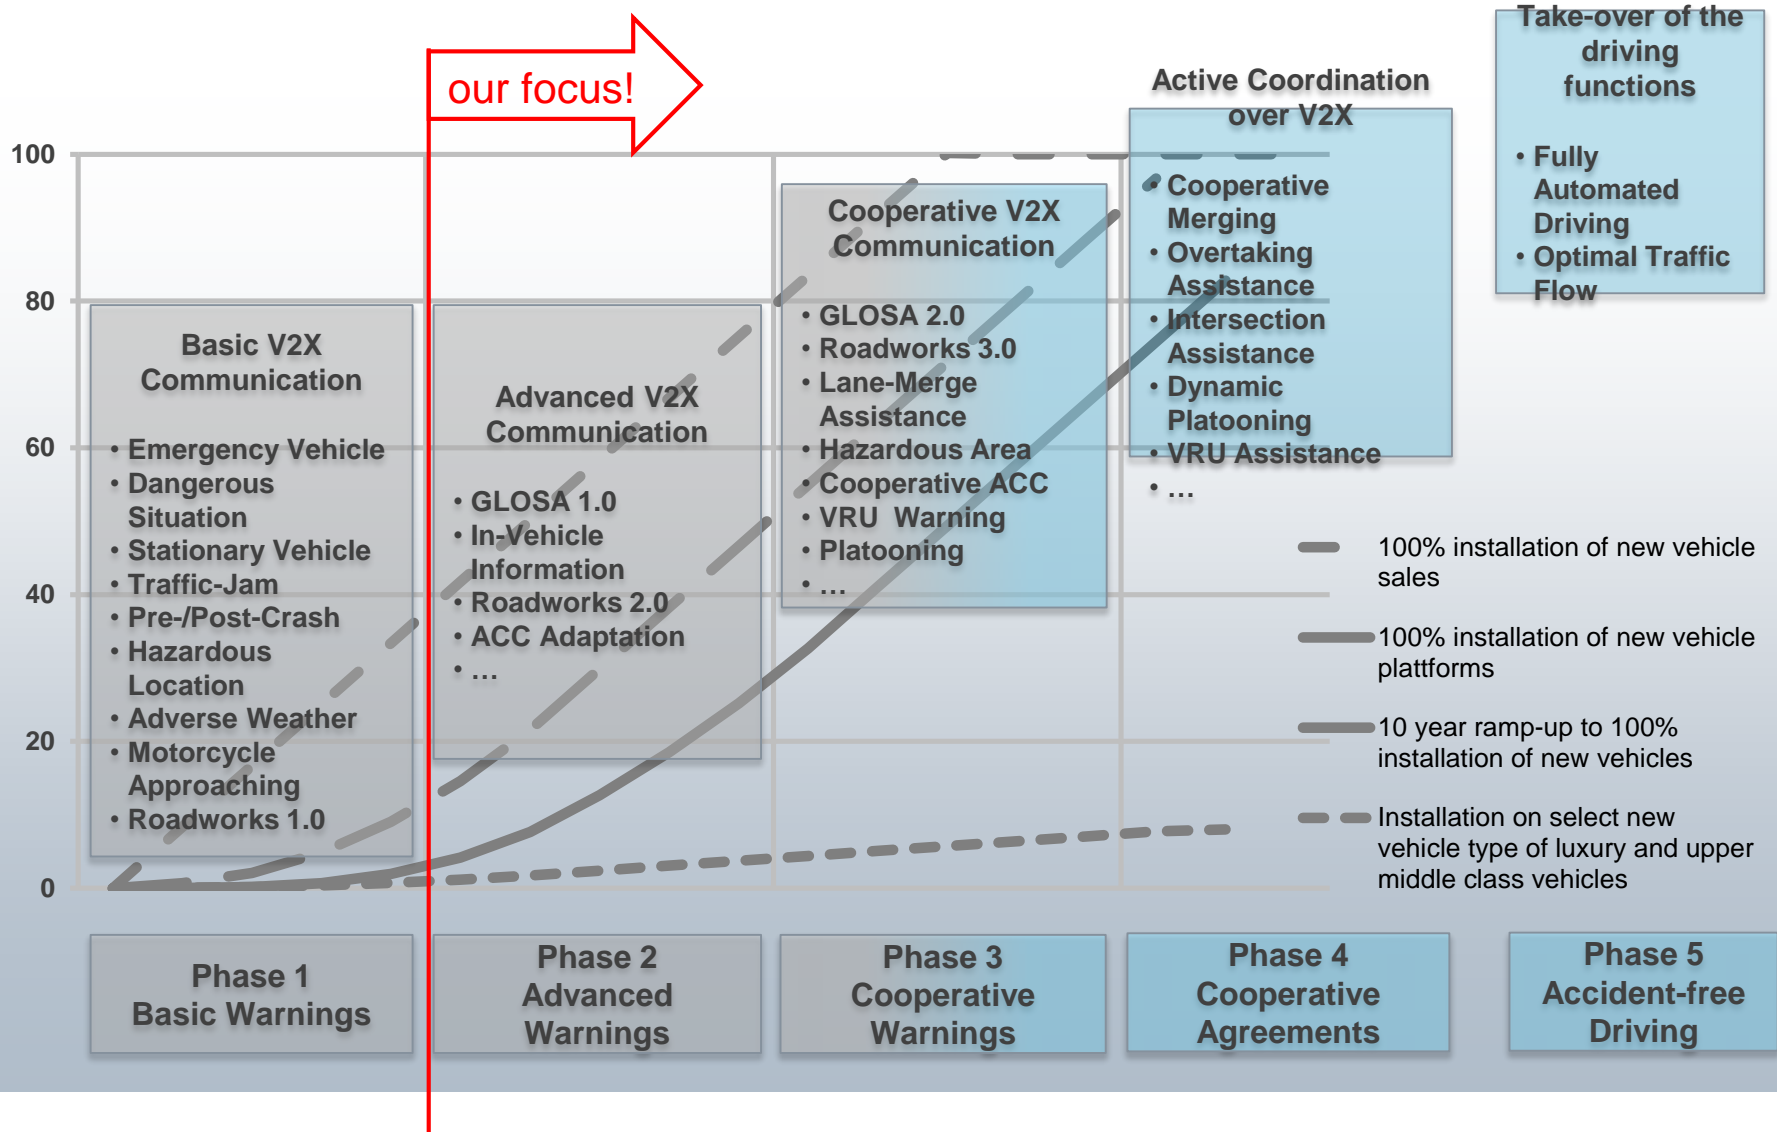 our focus!
100
80
60
40
20
0
Basic V2X
Communication
• Emergency Vehicle
• Dangerous
Situation
• Stationary Vehicle
• Traffic-Jam
• Pre-/Post-Crash
• Hazardous
Location
• Adverse Weather
• Motorcycle
Approaching
• Roadworks 1.0
Advanced V2X
Communication
• GLOSA 1.0
• In-Vehicle
Information
• Roadworks 2.0
• ACC Adaptation
• …
Cooperative V2X
Communication
• GLOSA 2.0
• Roadworks 3.0
• Lane-Merge
Assistance
• Hazardous Area
• Cooperative ACC
• VRU Warning
• Platooning
• …
Active Coordination
over V2X
• Cooperative
Merging
• Overtaking
Assistance
• Intersection
Assistance
• Dynamic
Platooning
• VRU Assistance
• …
Take-over of the
driving
functions
• Fully
Automated
Driving
• Optimal Traffic
Flow
100% installation of new vehicle
sales
100% installation of new vehicle
plattforms
10 year ramp-up to 100%
installation of new vehicles
Installation on select new
vehicle type of luxury and upper
middle class vehicles
Phase 1
Basic Warnings
Phase 2
Advanced
Warnings
Phase 3
Cooperative
Warnings
Phase 4
Cooperative
Agreements
Phase 5
Accident-free
Driving